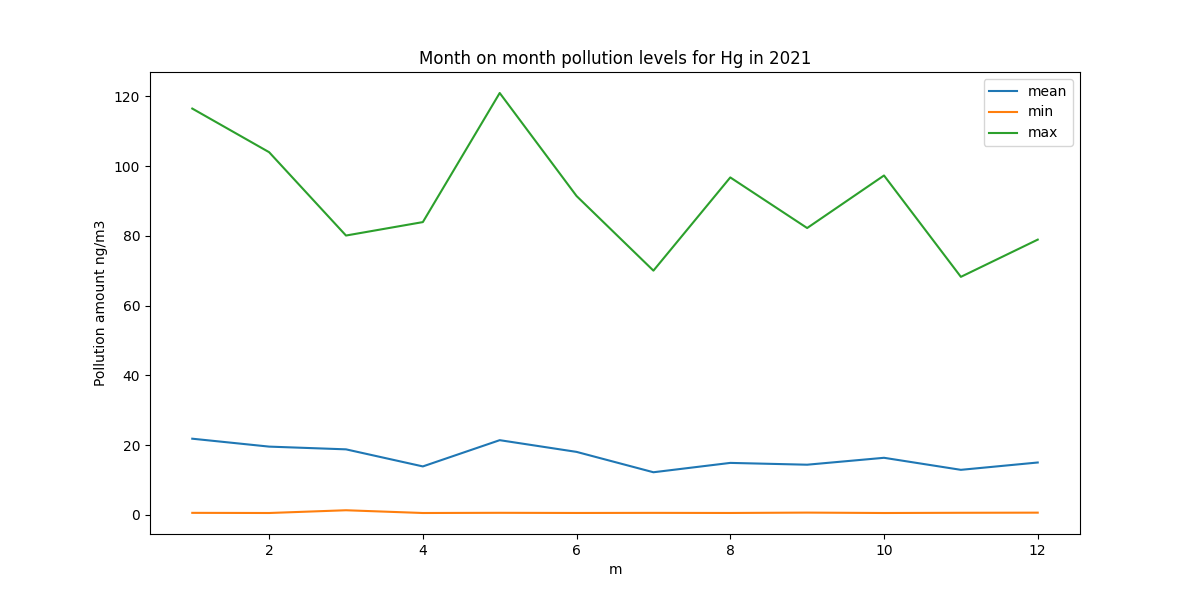 Month on month pollution levels for Hg in 2021
mean
min
max
120
100
80
60
40
20
0
Pollution amount ng/m3
2 4 6 8 10 12
m